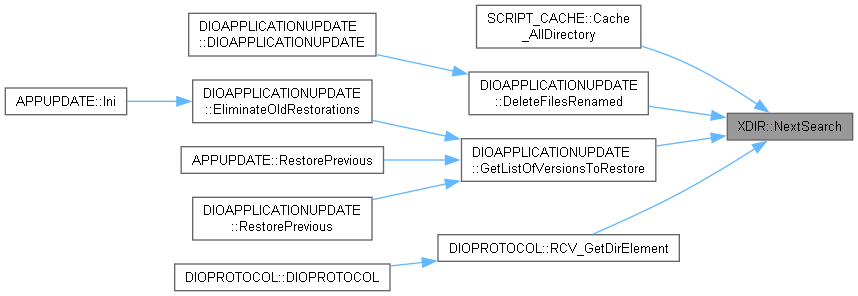 SCRIPT_CACHE::Cache
_AllDirectory
DIOAPPLICATIONUPDATE
::DIOAPPLICATIONUPDATE
DIOAPPLICATIONUPDATE
::DeleteFilesRenamed
APPUPDATE::Ini
DIOAPPLICATIONUPDATE
::EliminateOldRestorations
XDIR::NextSearch
APPUPDATE::RestorePrevious
DIOAPPLICATIONUPDATE
::GetListOfVersionsToRestore
DIOAPPLICATIONUPDATE
::RestorePrevious
DIOPROTOCOL::RCV_GetDirElement
DIOPROTOCOL::DIOPROTOCOL